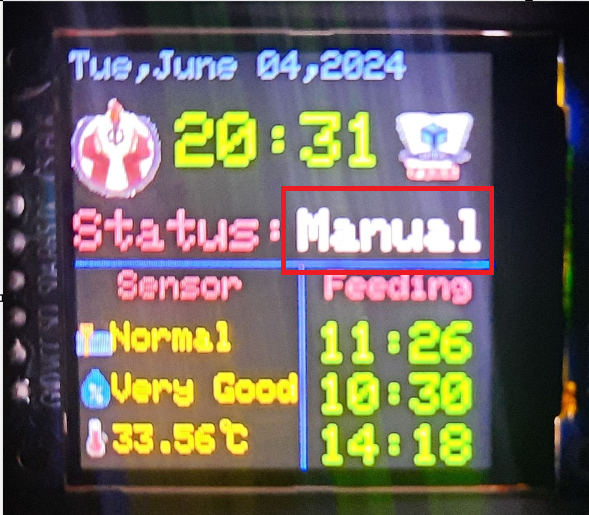 Tue,June 04,2024
20:31
Status: Manual
Sensor Feeding
Normal 11:26
Very Good 10:30
33.56℃ 14:18